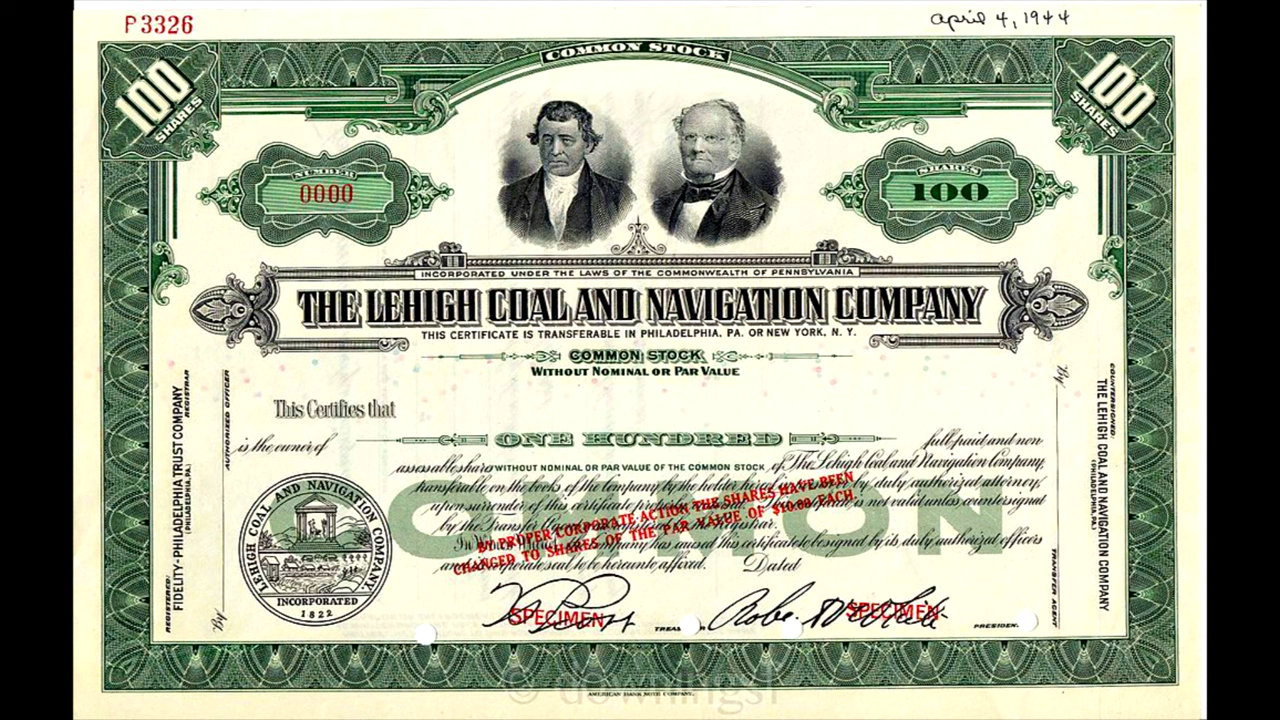 P3326
April 4, 1944
COMMON STOCK
100 SHARES
100 SHARES
NUMBER
0000
SHARES
100
INCORPORATED UNDER THE LAWS OF THE COMMONWEALTH OF PENNSYLVANIA
THE LEHIGH COAL AND NAVIGATION COMPANY
THIS CERTIFICATE IS TRANSFERABLE IN PHILADELPHIA, PA. OR NEW YORK, N. Y.
COMMON STOCK
WITHOUT NOMINAL OR PAR VALUE
This Certifies that
is the owner of
ONE HUNDRED
full-paid and non-
assessable shares WITHOUT NOMINAL OR PAR VALUE OF THE COMMON STOCK of The Lehigh Coal and Navigation Company,
transferable on the books of the Company by the holder hereof by duly authorized attorney,
upon surrender of this certificate is not valid unless countersigned
by the Transfer
In Company has caused this certificate to be signed by its duly authorized officers
and corporate seal to be hereunto affixed. Dated
COMMON
BY PROPER CORPORATE ACTION THE SHARES HAVE BEEN
CHANGED TO SHARES OF THE PAR VALUE OF $10.00 EACH.
SPECIMEN
TREAS
SPECIMEN
PRESIDEN
REGISTERED:
FIDELITY-PHILADELPHIA TRUST COMPANY
(PHILADELPHIA, PA.)
REGISTRAR
By
AUTHORIZED OFFICER
COUNTERSIGNED:
THE LEHIGH COAL AND NAVIGATION COMPANY
(PHILADELPHIA, PA.)
By
TRANSFER AGENT
LEHIGH COAL AND NAVIGATION COMPANY
INCORPORATED
1822
AMERICAN BANK NOTE COMPANY.
© downingsl